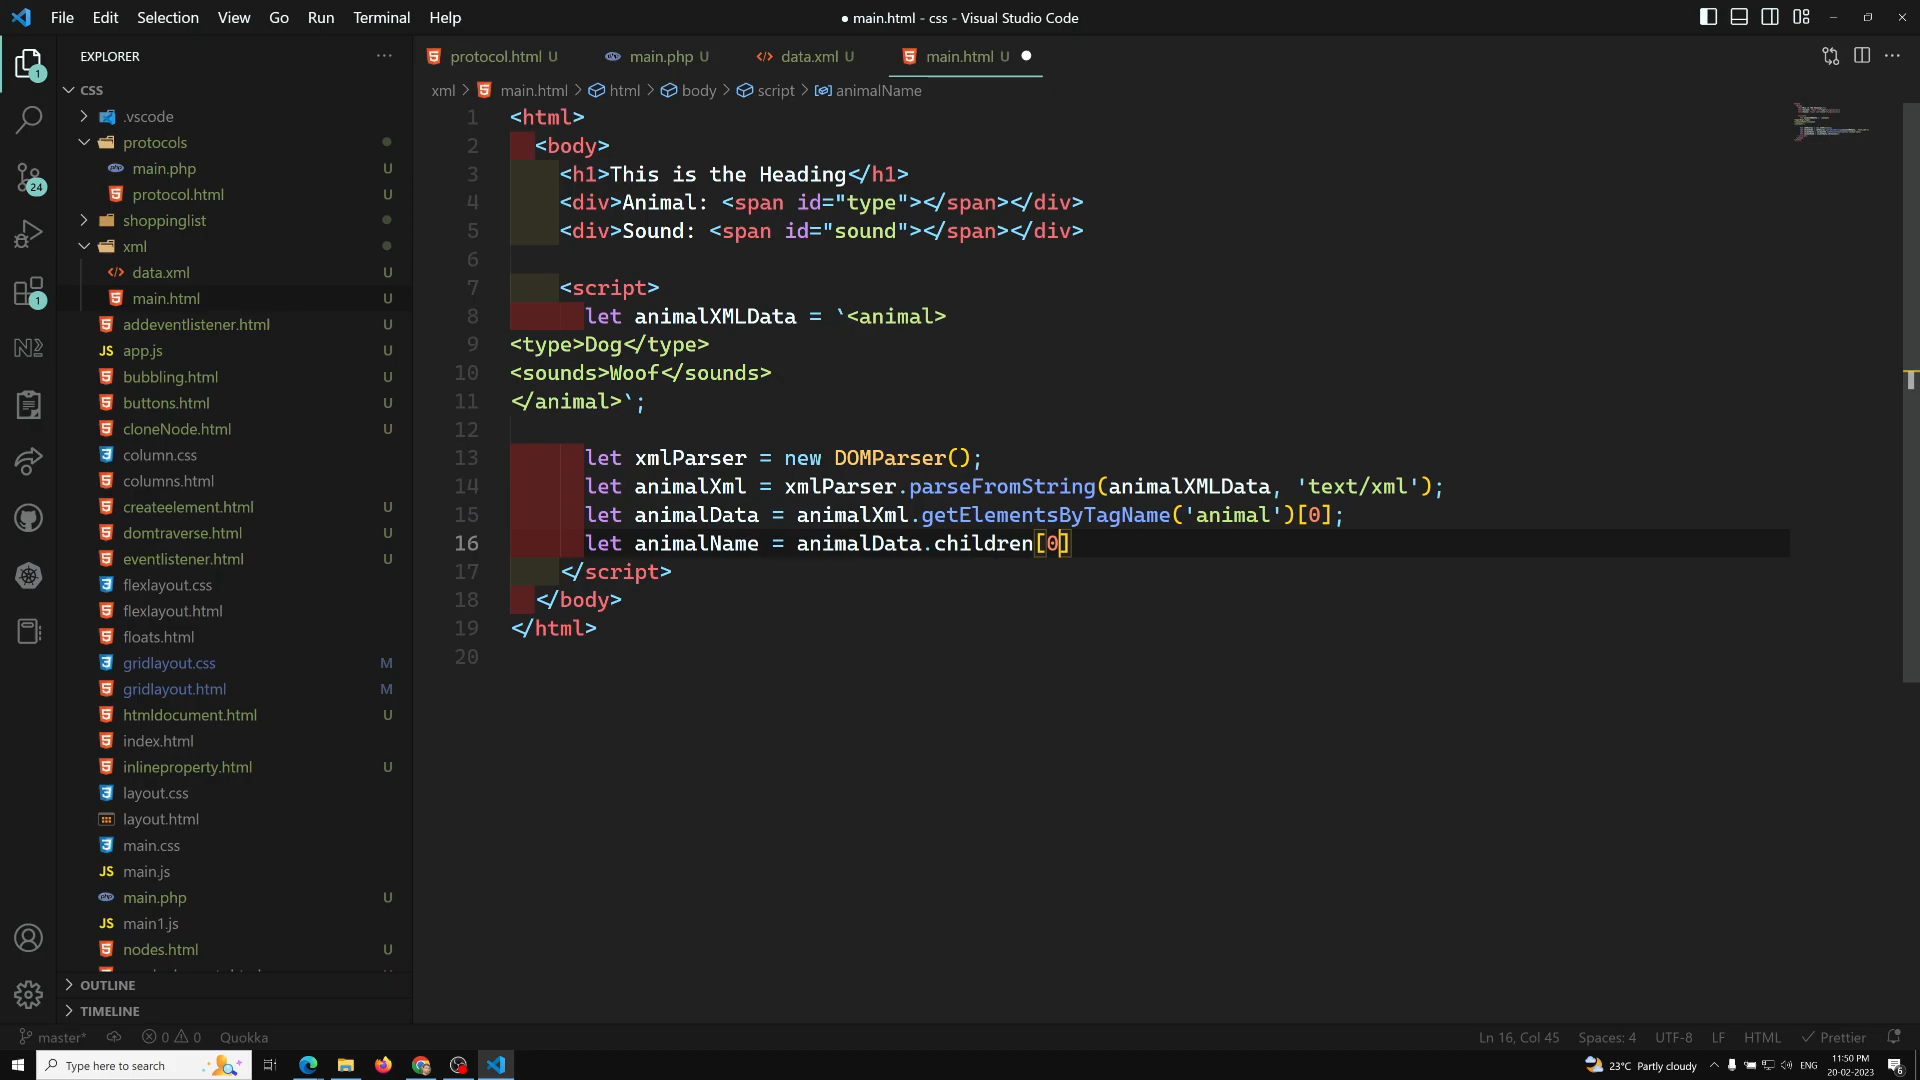 File Edit Selection View Go Run Terminal Help
● main.html - css - Visual Studio Code
EXPLORER
CSS
.vscode
protocols
main.php U
protocol.html U
shoppinglist
xml
data.xml U
main.html U
addeventlistener.html U
app.js U
bubbling.html U
buttons.html U
cloneNode.html U
column.css
columns.html
createelement.html U
domtraverse.html U
eventlistener.html U
flexlayout.css
flexlayout.html
floats.html
gridlayout.css M
gridlayout.html M
htmldocument.html U
index.html
inlineproperty.html U
layout.css
layout.html
main.css
main.js
main.php U
main1.js
nodes.html U
OUTLINE
TIMELINE
1
24
1
protocol.html U main.php U data.xml U main.html U
xml > main.html > html > body > script > animalName
1 <html>
2 <body>
3 <h1>This is the Heading</h1>
4 <div>Animal: <span id="type"></span></div>
5 <div>Sound: <span id="sound"></span></div>
6
7 <script>
8 let animalXMLData = `<animal>
9 <type>Dog</type>
10 <sounds>Woof</sounds>
11 </animal>`;
12
13 let xmlParser = new DOMParser();
14 let animalXml = xmlParser.parseFromString(animalXMLData, 'text/xml');
15 let animalData = animalXml.getElementsByTagName('animal')[0];
16 let animalName = animalData.children[0]
17 </script>
18 </body>
19 </html>
20
master* 0 0 Quokka
Ln 16, Col 45 Spaces: 4 UTF-8 LF HTML Prettier
Type here to search
23°C Partly cloudy ENG 11:50 PM
20-02-2023
6